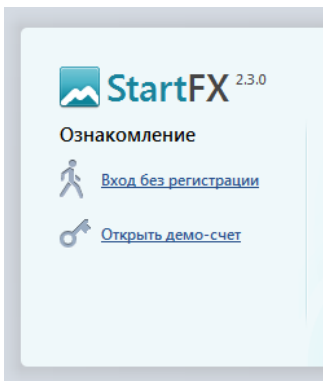 StartFX 2.3.0
Ознакомление
Вход без регистрации
Открыть демо-счет